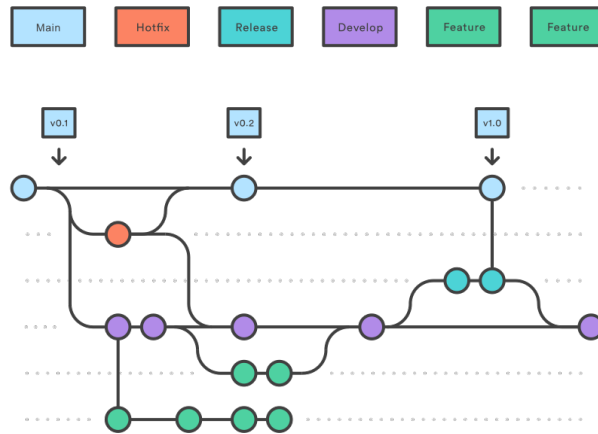 Main
Hotfix
Release
Develop
Feature
Feature
v0.1
v0.2
v1.0